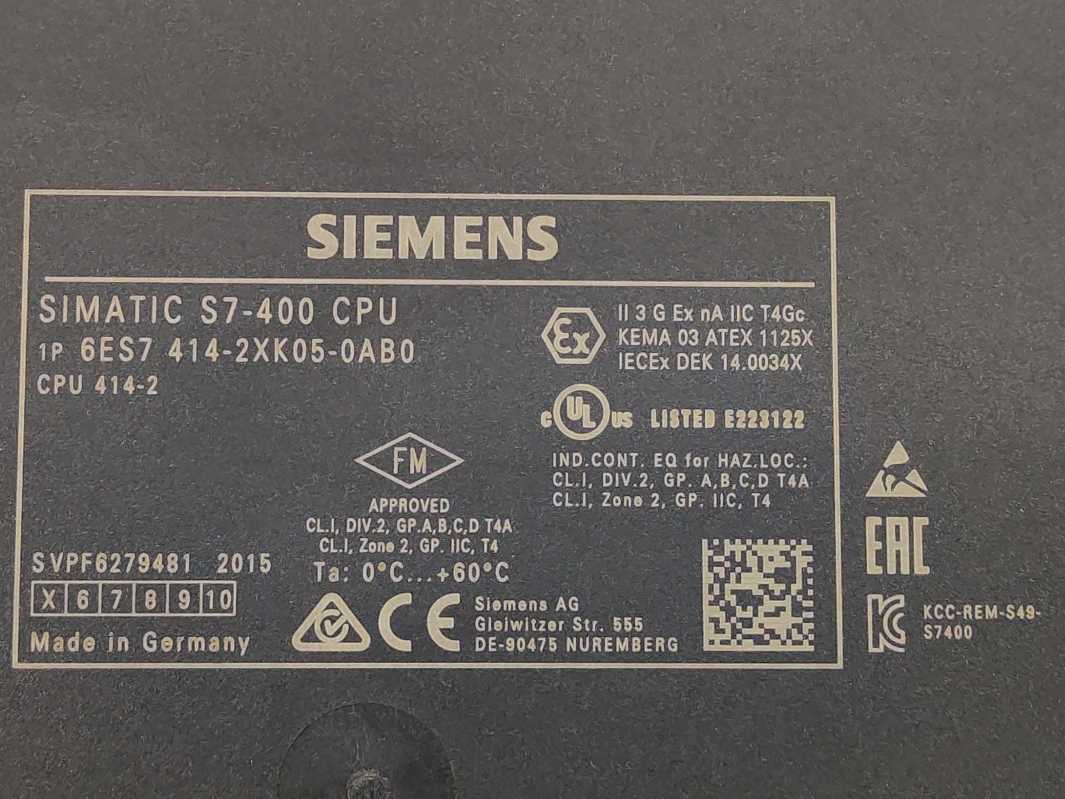 SIEMENS
SIMATIC S7-400 CPU
1P 6ES7 414-2XK05-0AB0
CPU 414-2
Ex
II 3 G Ex nA IIC T4Gc
KEMA 03 ATEX 1125X
IECEx DEK 14.0034X
c UL us LISTED E223122
IND.CONT. EQ for HAZ.LOC.:
CL.I, DIV.2, GP. A,B,C,D T4A
CL.I, Zone 2, GP. IIC, T4
FM
APPROVED
CL.I, DIV.2, GP.A,B,C,D T4A
CL.I, Zone 2, GP. IIC, T4
Ta: 0°C...+60°C
SVPF6279481 2015
X 6 7 8 9 10
Made in Germany
CE
Siemens AG
Gleiwitzer Str. 555
DE-90475 NUREMBERG
EAC
KC
KCC-REM-S49-
S7400